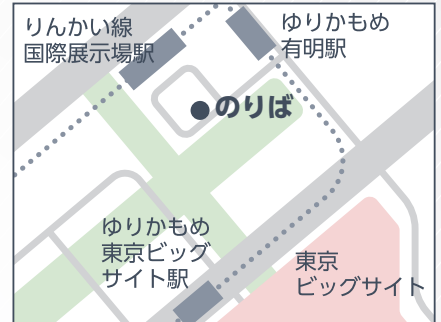 りんかい線
国際展示場駅
ゆりかもめ
有明駅
のりば
ゆりかもめ
東京ビッグ
サイト駅
東京
ビッグサイト